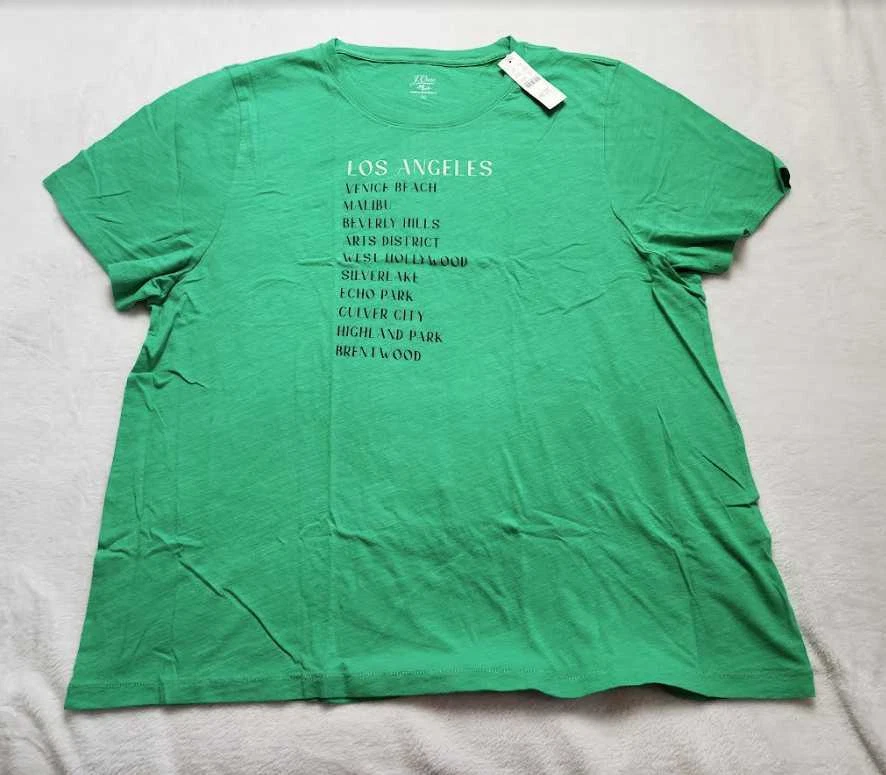 J.Crew
LOS ANGELES
VENICE BEACH
MALIBU
BEVERLY HILLS
ARTS DISTRICT
WEST HOLLYWOOD
SILVERLAKE
ECHO PARK
CULVER CITY
HIGHLAND PARK
BRENTWOOD